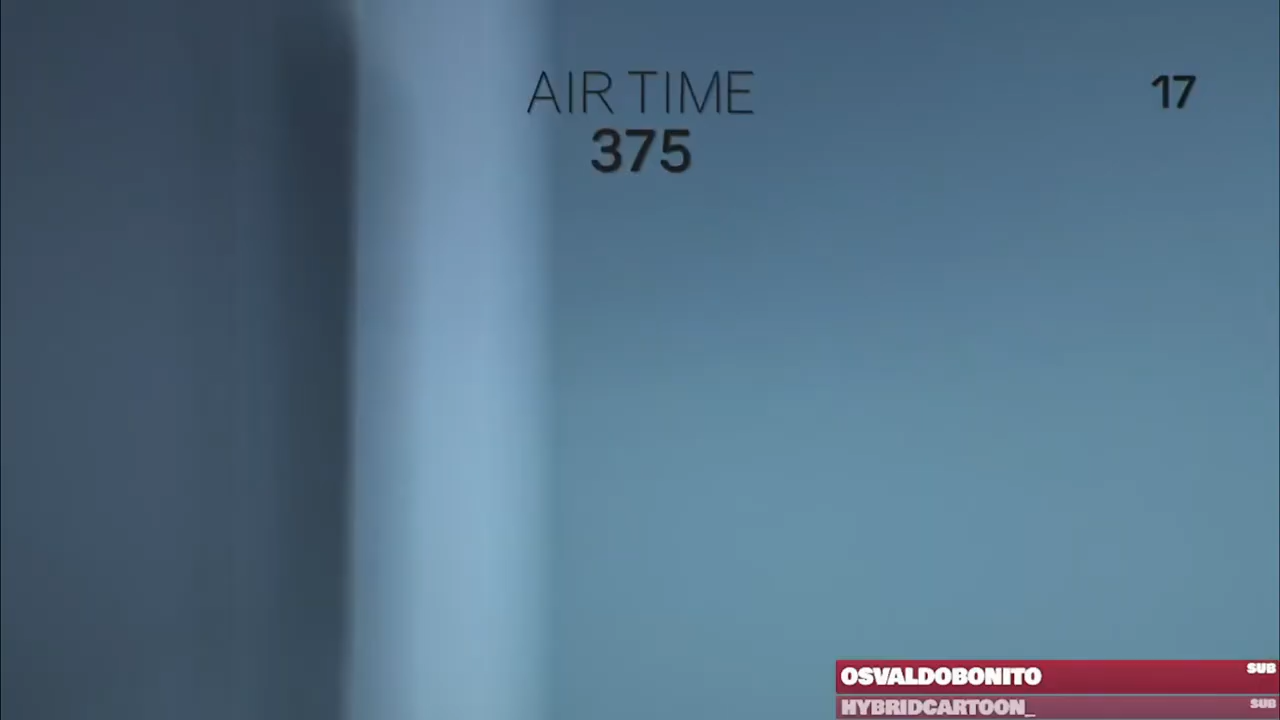 AIR TIME
375
17
OSVALDOBONITO SUB
HYBRIDCARTOON_ SUB